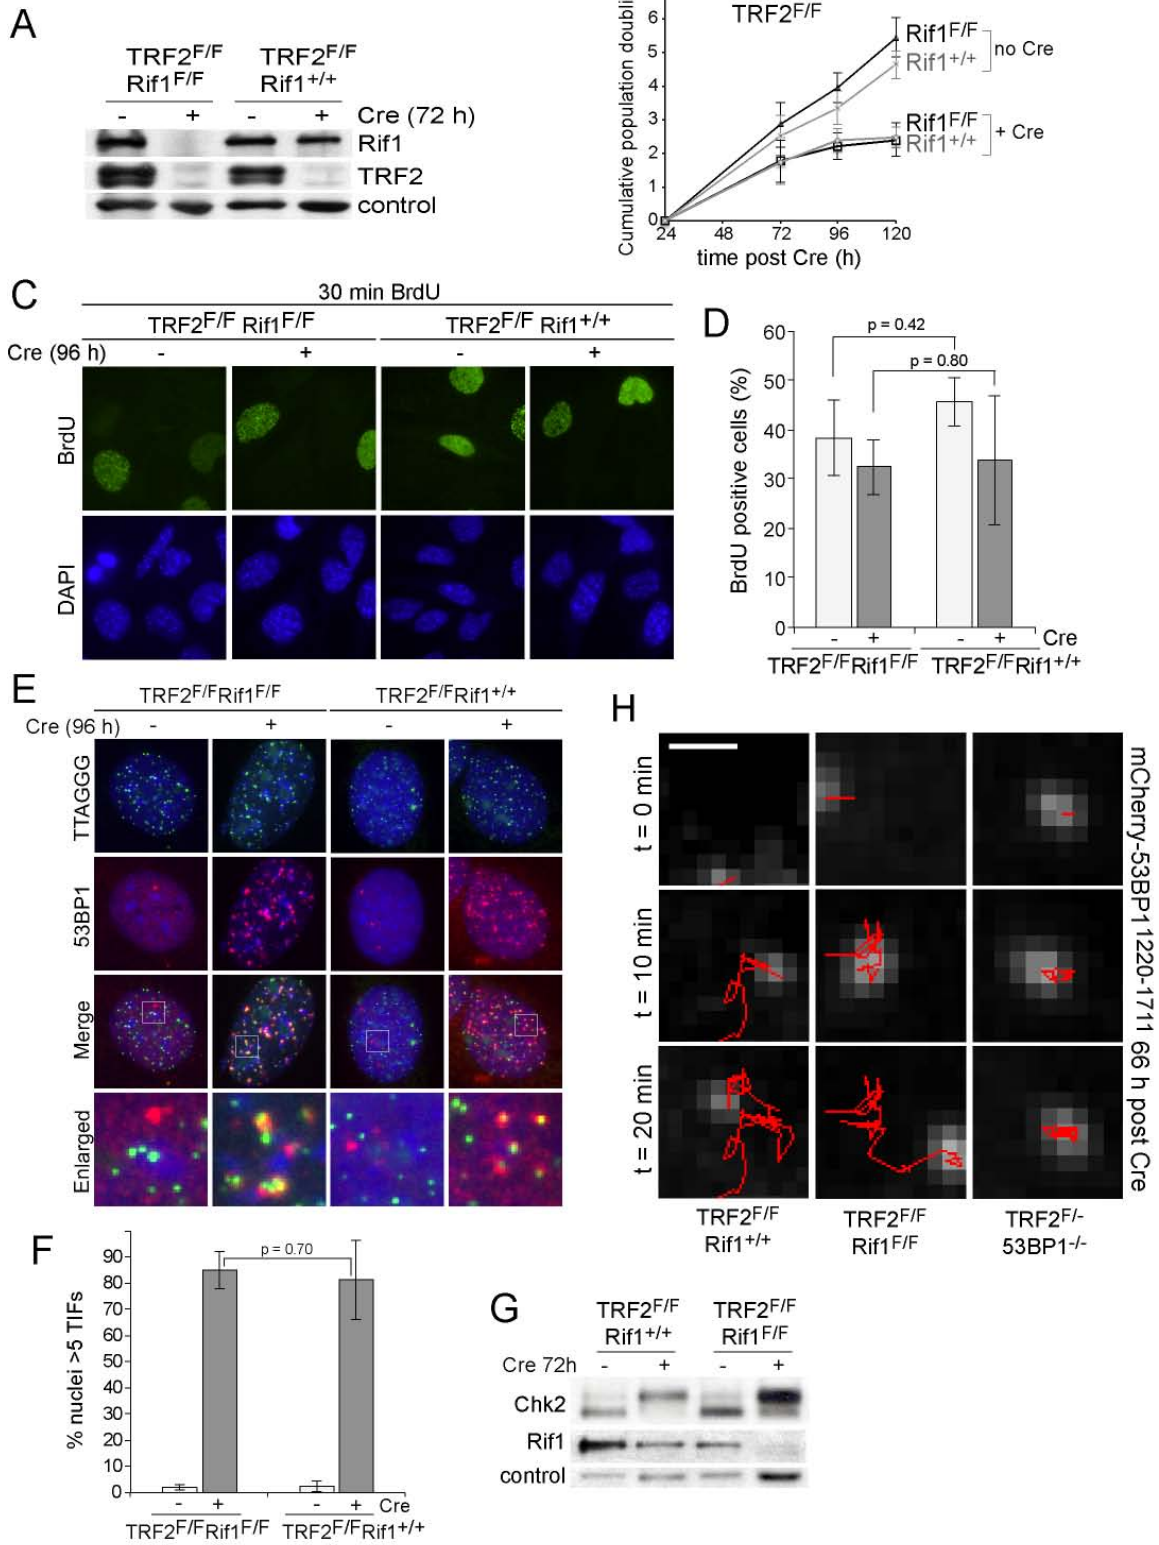 A
TRF2F/F TRF2F/F
Rif1F/F Rif1+/+
- + - + Cre (72 h)
Rif1
TRF2
control
Cumulative population doubli
TRF2F/F
6
5
4
3
2
1
0
24 48 72 96 120
time post Cre (h)
Rif1F/F
Rif1+/+
no Cre
Rif1F/F
Rif1+/+
+ Cre
C
30 min BrdU
TRF2F/F Rif1F/F TRF2F/F Rif1+/+
Cre (96 h) - + - +
BrdU
DAPI
D
BrdU positive cells (%)
60
50
40
30
20
10
0
p = 0.42
p = 0.80
- + - + Cre
TRF2F/FRif1F/F TRF2F/FRif1+/+
E
TRF2F/FRif1F/F TRF2F/FRif1+/+
Cre (96 h) - + - +
TTAGGG
53BP1
Merge
Enlarged
F
% nuclei >5 TIFs
90
80
70
60
50
40
30
20
10
0
p = 0.70
- + - + Cre
TRF2F/FRif1F/F TRF2F/FRif1+/+
G
TRF2F/F TRF2F/F
Rif1+/+ Rif1F/F
Cre 72h - + - +
Chk2
Rif1
control
H
t = 0 min
t = 10 min
t = 20 min
mCherry-53BP11220-1711 66 h post Cre
TRF2F/F TRF2F/F TRF2F/-
Rif1+/+ Rif1F/F 53BP1-/-